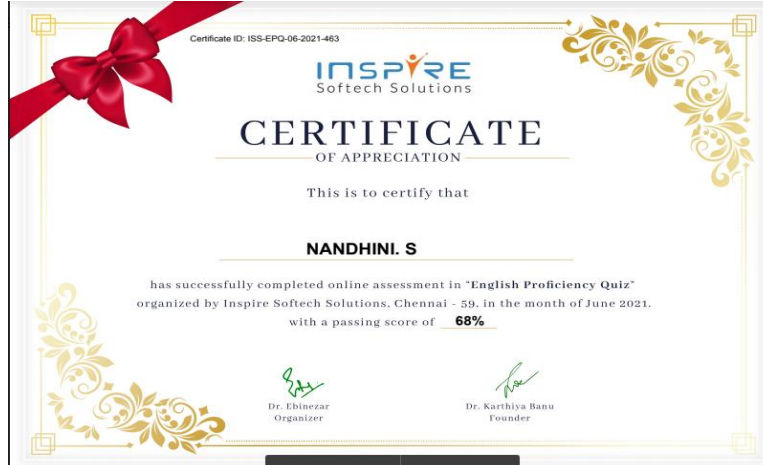 Certificate ID: ISS-EPQ-06-2021-463
INSPIRE
Softech Solutions
CERTIFICATE
OF APPRECIATION
This is to certify that
NANDHINI. S
has successfully completed online assessment in "English Proficiency Quiz"
organized by Inspire Softech Solutions, Chennai - 59, in the month of June 2021.
with a passing score of 68%
Dr. Ebinezar Dr. Karthiya Banu
Organizer Founder